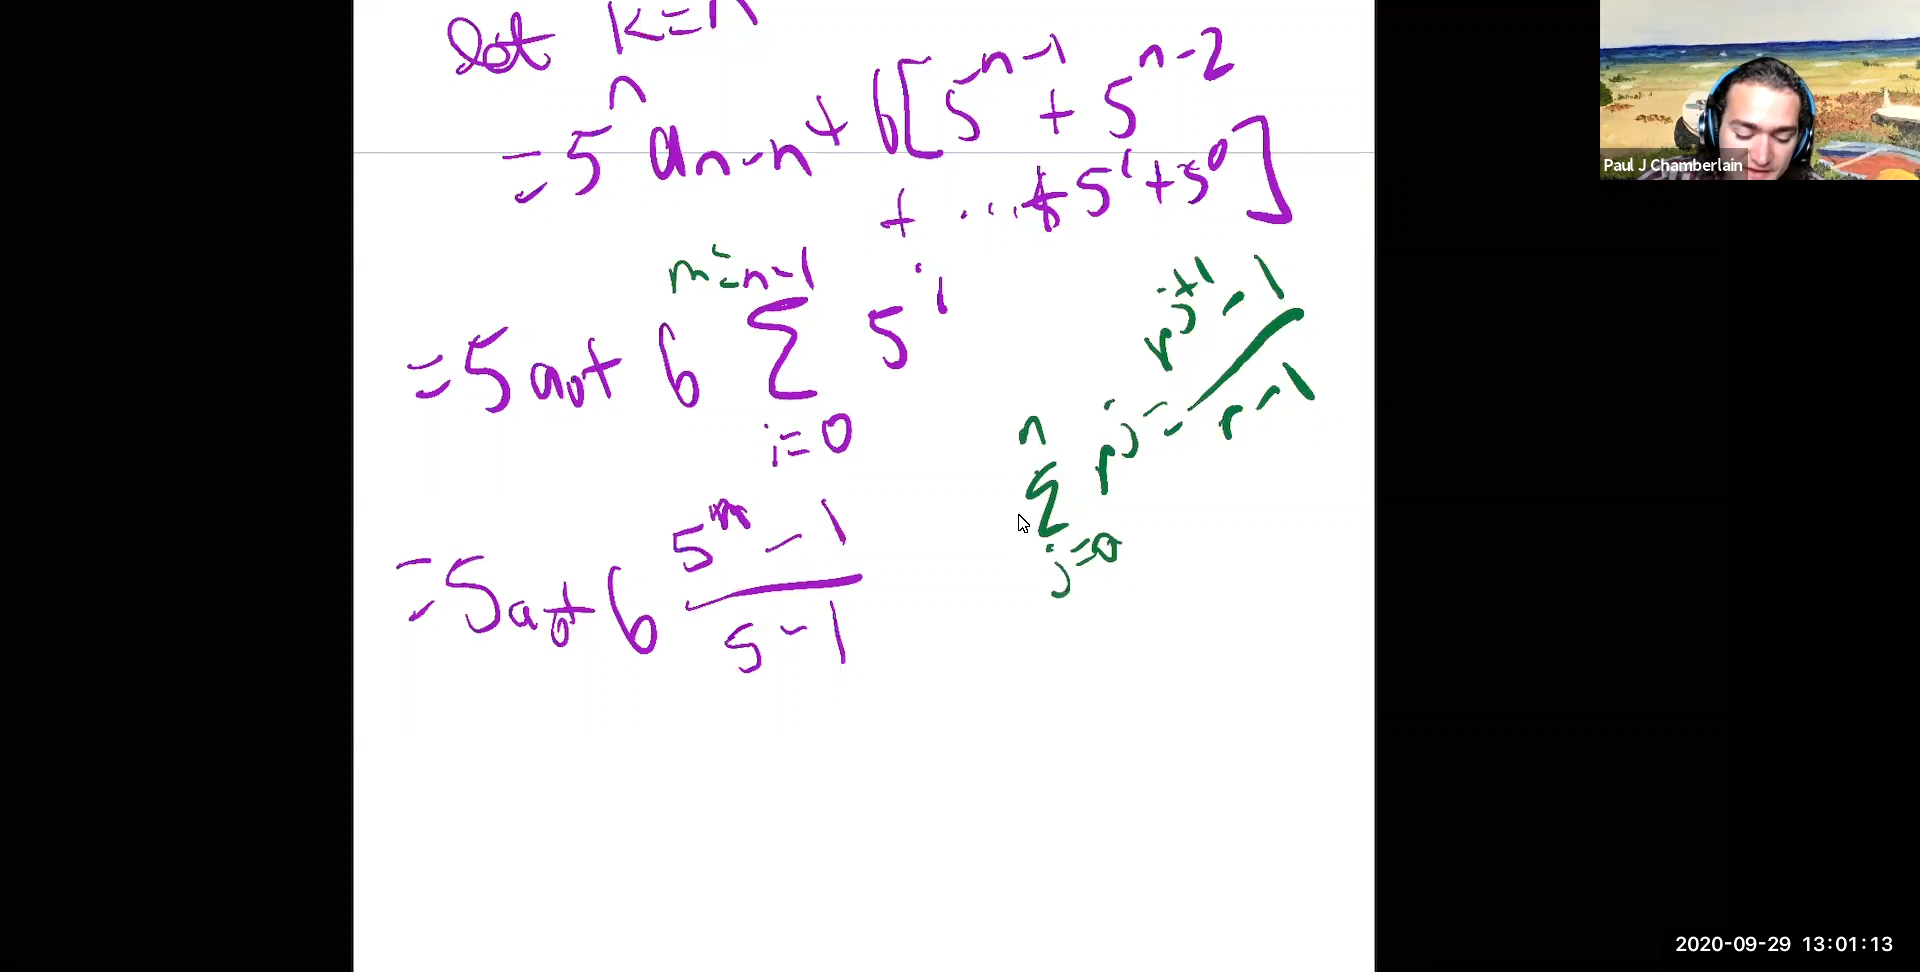 let k=n
= 5^n a_{n-n} + 6[5^{n-1} + 5^{n-2}
+ ... + 5^1 + 5^0]
m = n-1
= 5a_0 + 6 Σ 5^i
i=0
r^{j+1} - 1
n
Σ r^j = r-1
j=0
5^n - 1
= 5a_0 + 6
5-1
Paul J Chamberlain
2020-09-29 13:01:13